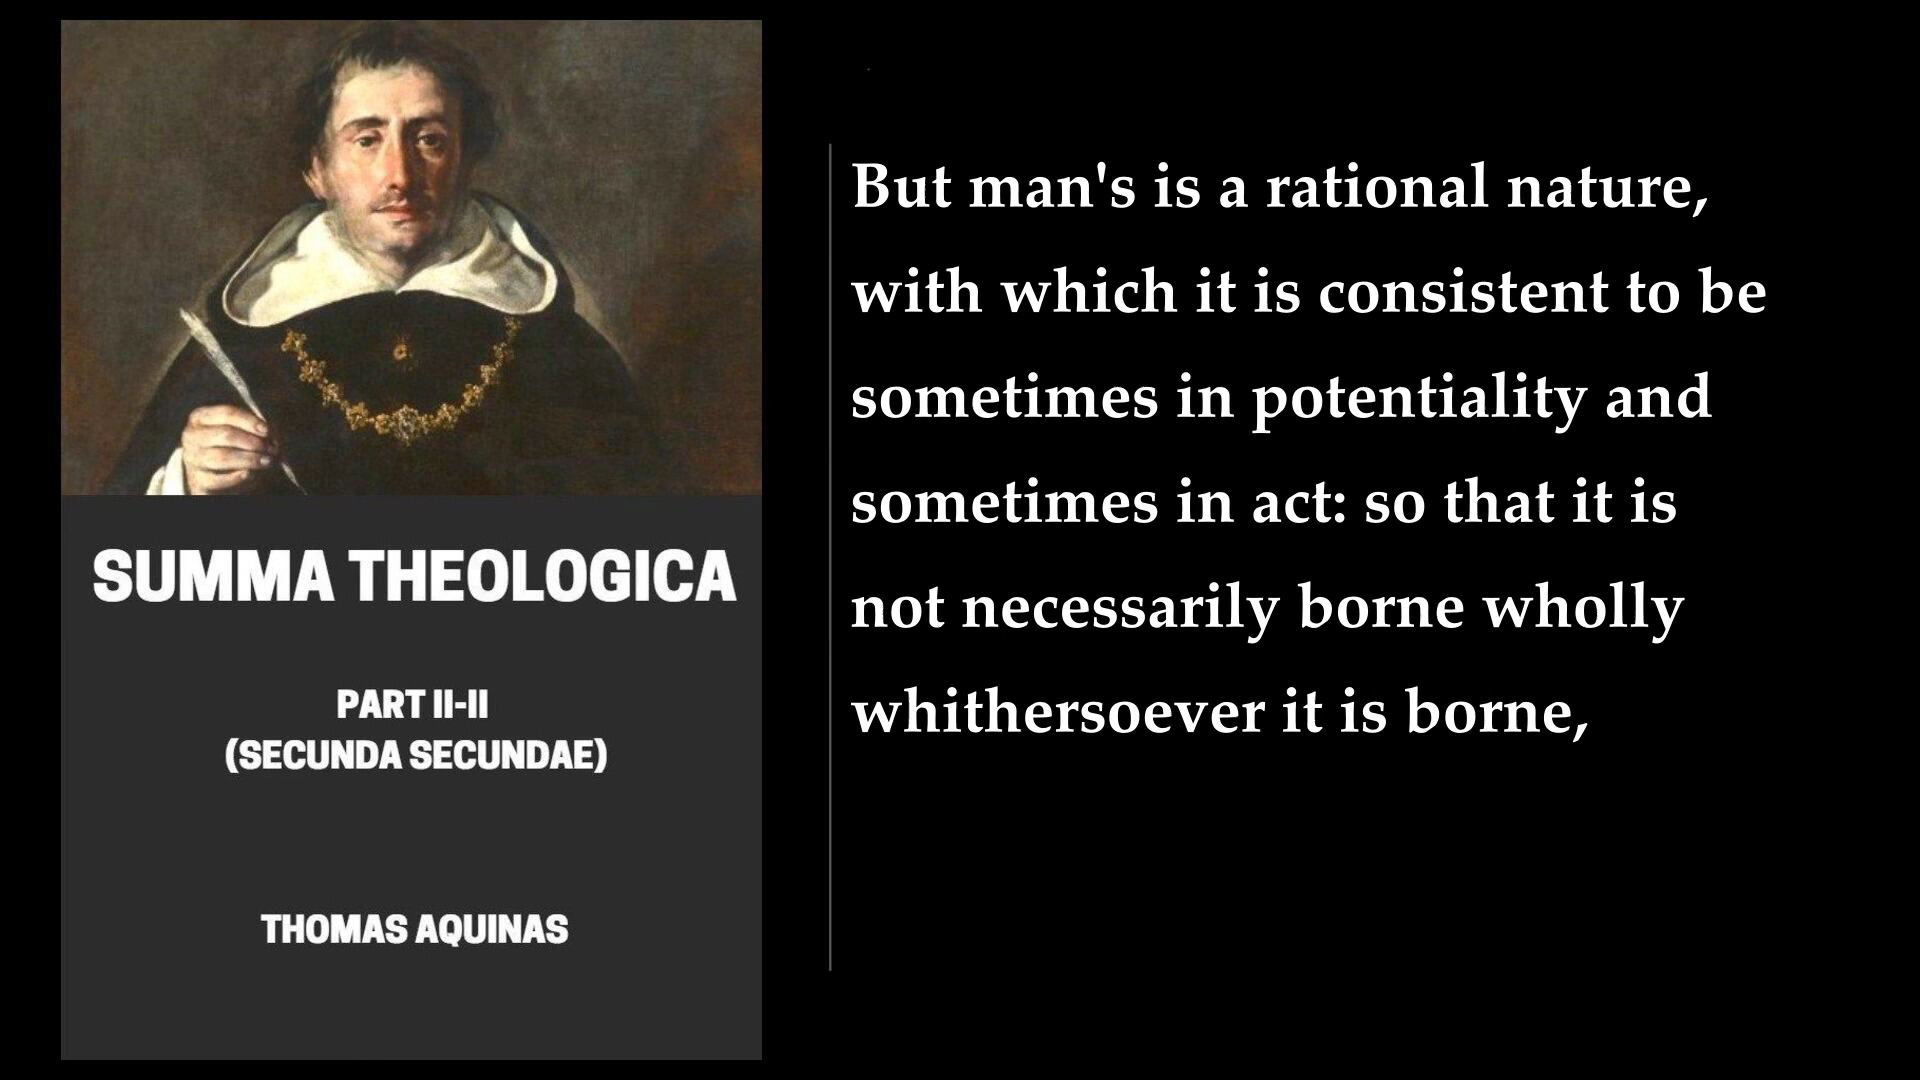 SUMMA THEOLOGICA
PART II-II
(SECUNDA SECUNDAE)
THOMAS AQUINAS
But man's is a rational nature,
with which it is consistent to be
sometimes in potentiality and
sometimes in act: so that it is
not necessarily borne wholly
whithersoever it is borne,